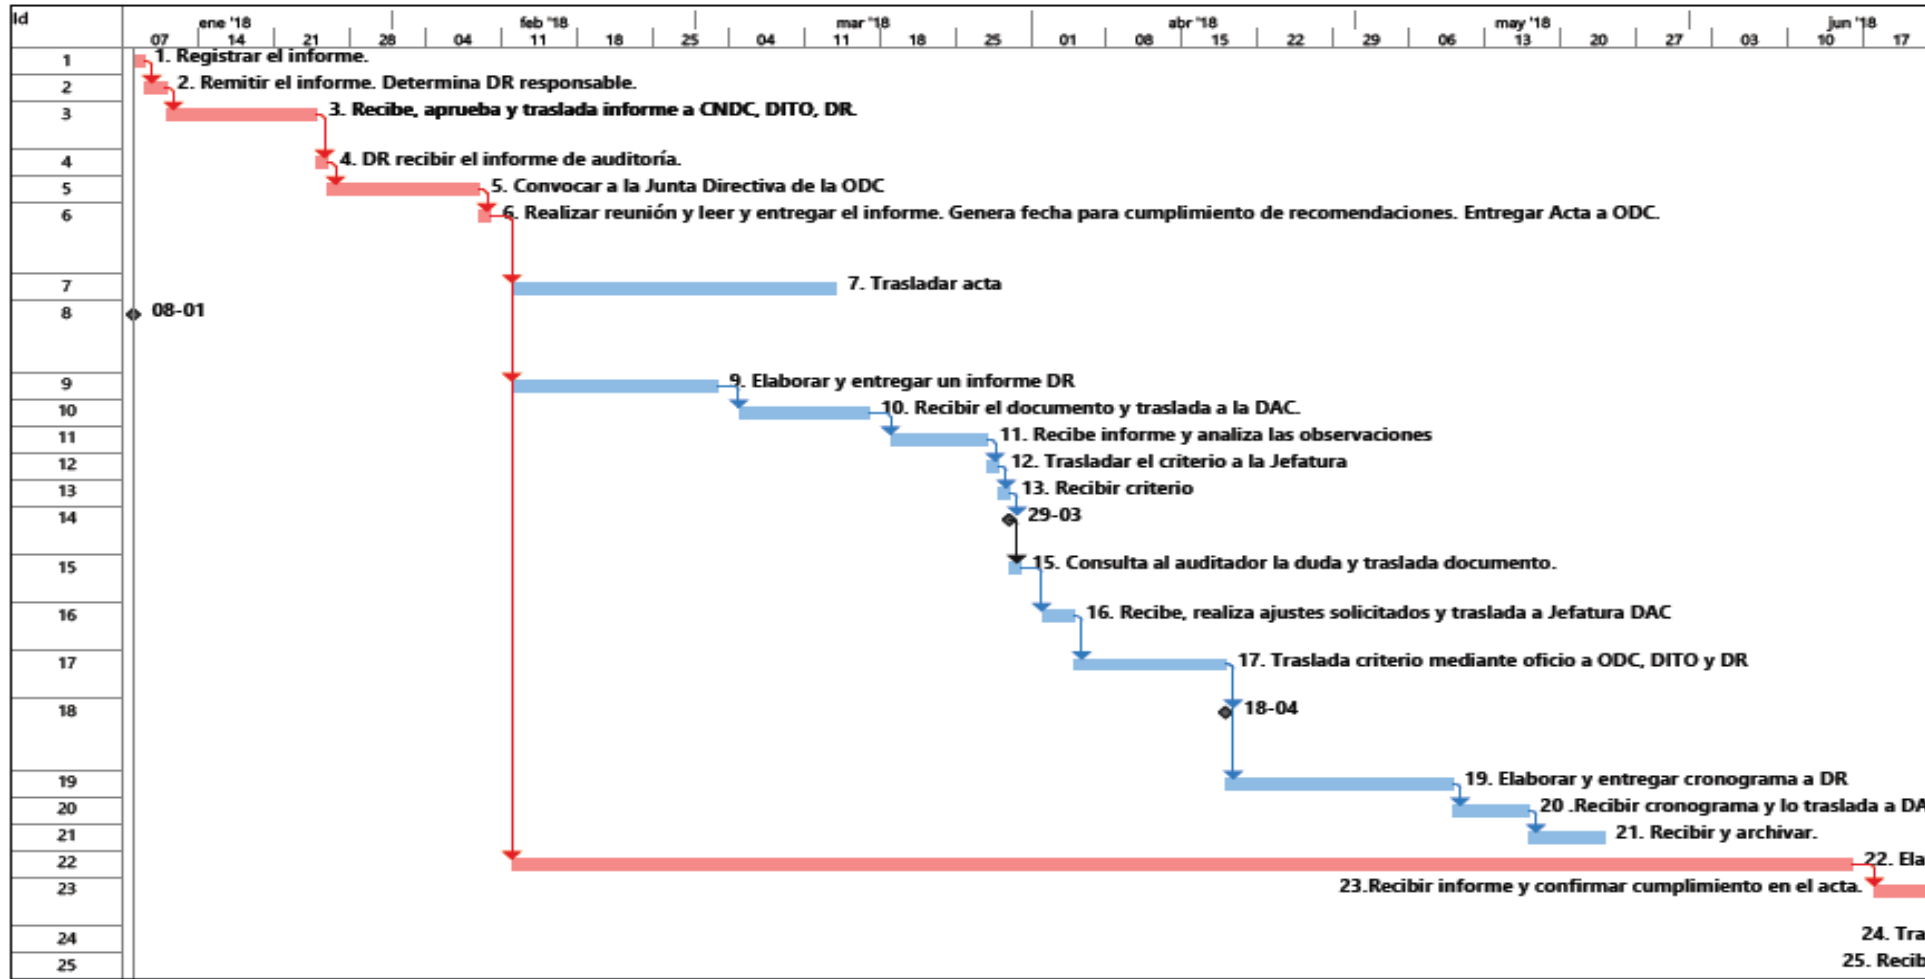 Id
ene '18 feb '18 mar '18 abr '18 may '18 jun '18
07 14 21 28 04 11 18 25 04 11 18 25 01 08 15 22 29 06 13 20 27 03 10 17
1 1. Registrar el informe.
2 2. Remitir el informe. Determina DR responsable.
3 3. Recibe, aprueba y traslada informe a CNDC, DITO, DR.
4 4. DR recibir el informe de auditoría.
5 5. Convocar a la Junta Directiva de la ODC
6 6. Realizar reunión y leer y entregar el informe. Genera fecha para cumplimiento de recomendaciones. Entregar Acta a ODC.
7 7. Trasladar acta
8 08-01
9 9. Elaborar y entregar un informe DR
10 10. Recibir el documento y traslada a la DAC.
11 11. Recibe informe y analiza las observaciones
12 12. Trasladar el criterio a la Jefatura
13 13. Recibir criterio
14 29-03
15 15. Consulta al auditador la duda y traslada documento.
16 16. Recibe, realiza ajustes solicitados y traslada a Jefatura DAC
17 17. Traslada criterio mediante oficio a ODC, DITO y DR
18 18-04
19 19. Elaborar y entregar cronograma a DR
20 20 .Recibir cronograma y lo traslada a DA
21 21. Recibir y archivar.
22 22. Ela
23 23.Recibir informe y confirmar cumplimiento en el acta.
24 24. Tra
25 25. Recib